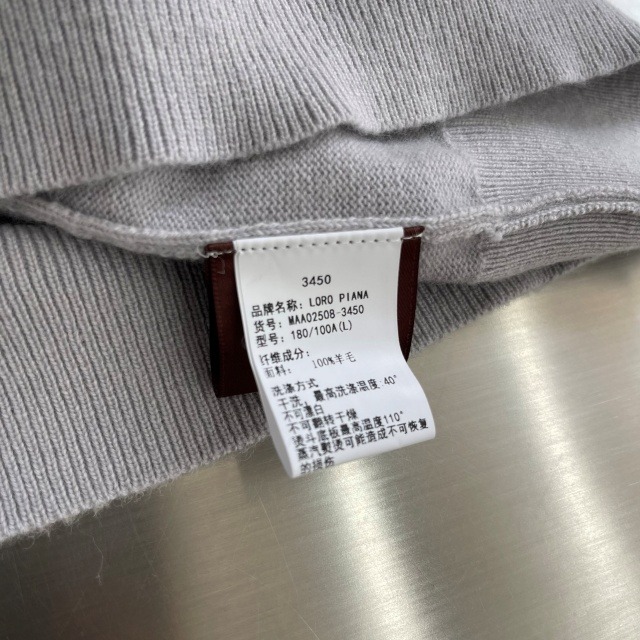 3450
品牌名称: LORO PIANA
货号: MAA02508-3450
型号: 180/100A(L)
纤维成分:
面料: 100%羊毛
洗涤方式
干洗, 最高洗涤温度40°
不可漂白
不可翻转干燥
熨斗底板最高温度110°
蒸汽熨烫可能造成不可恢复
的损伤